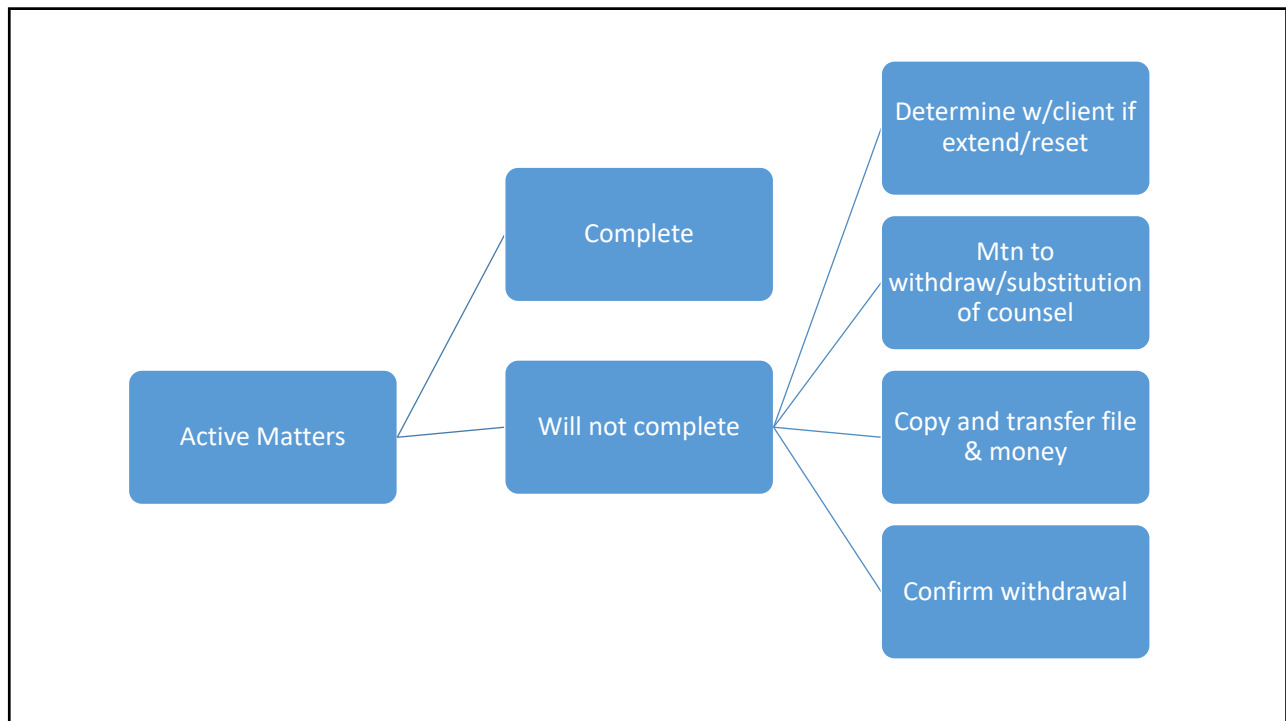 Active Matters
Complete
Will not complete
Determine w/client if
extend/reset
Mtn to
withdraw/substitution
of counsel
Copy and transfer file
& money
Confirm withdrawal